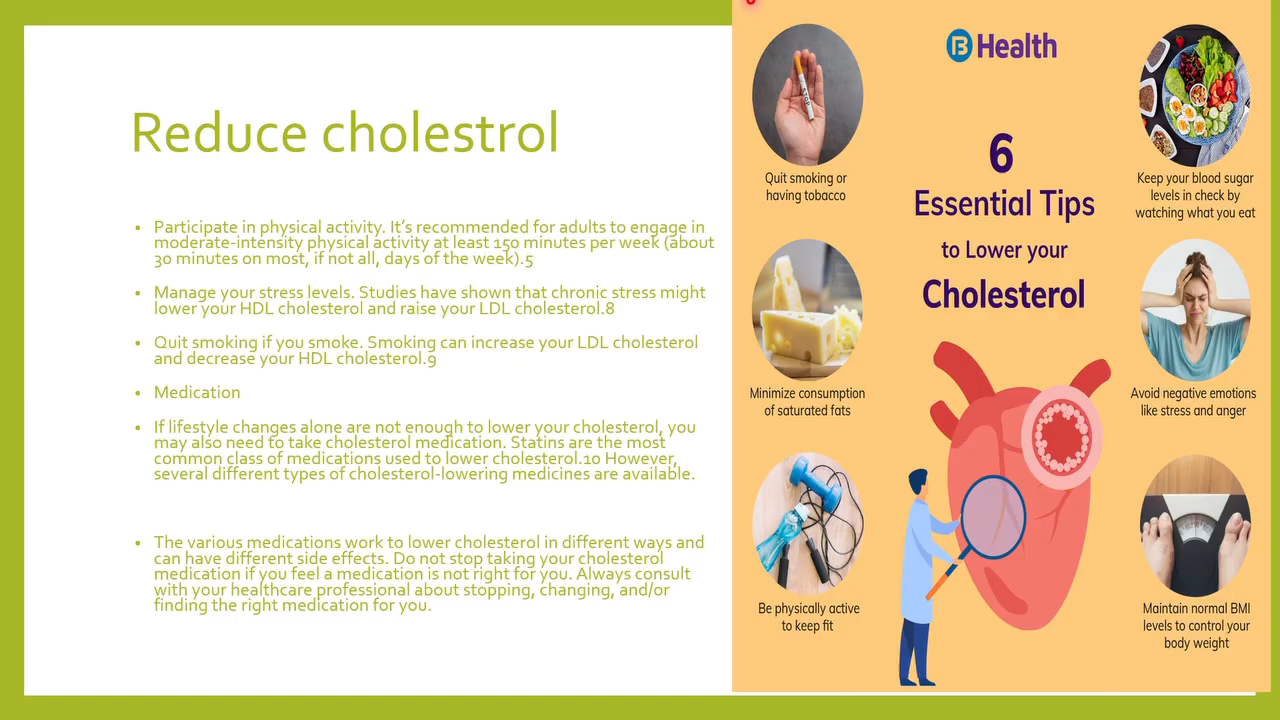 Reduce cholestrol
Participate in physical activity. It's recommended for adults to engage in
moderate-intensity physical activity at least 150 minutes per week (about
30 minutes on most, if not all, days of the week).5
Manage your stress levels. Studies have shown that chronic stress might
lower your HDL cholesterol and raise your LDL cholesterol.8
Quit smoking if you smoke. Smoking can increase your LDL cholesterol
and decrease your HDL cholesterol.9
Medication
If lifestyle changes alone are not enough to lower your cholesterol, you
may also need to take cholesterol medication. Statins are the most
common class of medications used to lower cholesterol.10 However,
several different types of cholesterol-lowering medicines are available.
The various medications work to lower cholesterol in different ways and
can have different side effects. Do not stop taking your cholesterol
medication if you feel a medication is not right for you. Always consult
with your healthcare professional about stopping, changing, and/or
finding the right medication for you.
B Health
6
Essential Tips
to Lower your
Cholesterol
Quit smoking or
having tobacco
Minimize consumption
of saturated fats
Be physically active
to keep fit
Keep your blood sugar
levels in check by
watching what you eat
Avoid negative emotions
like stress and anger
Maintain normal BMI
levels to control your
body weight